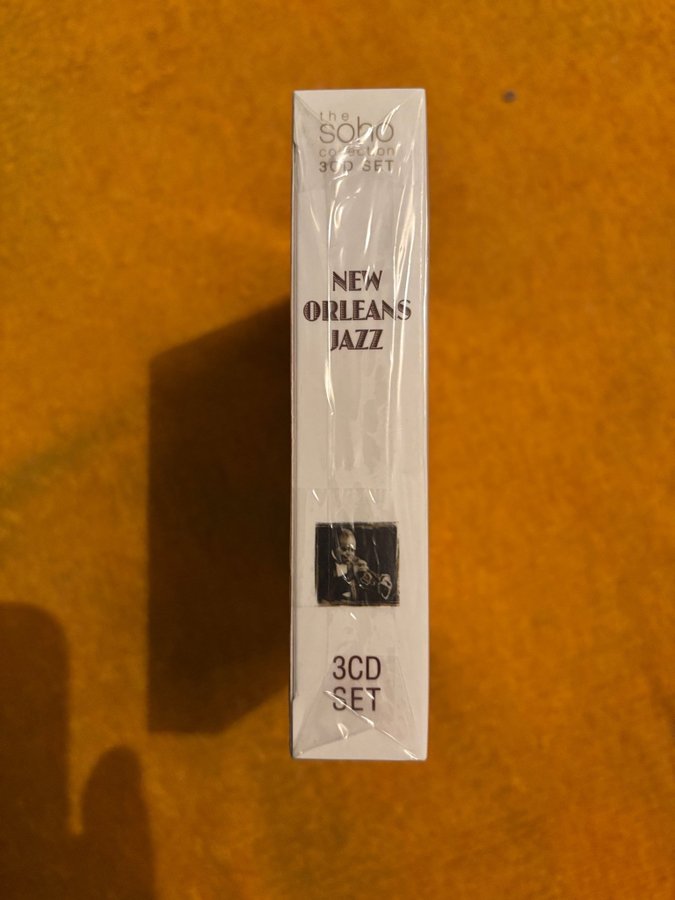 the
soho
collection
3CD SET
NEW
ORLEANS
JAZZ
3CD
SET